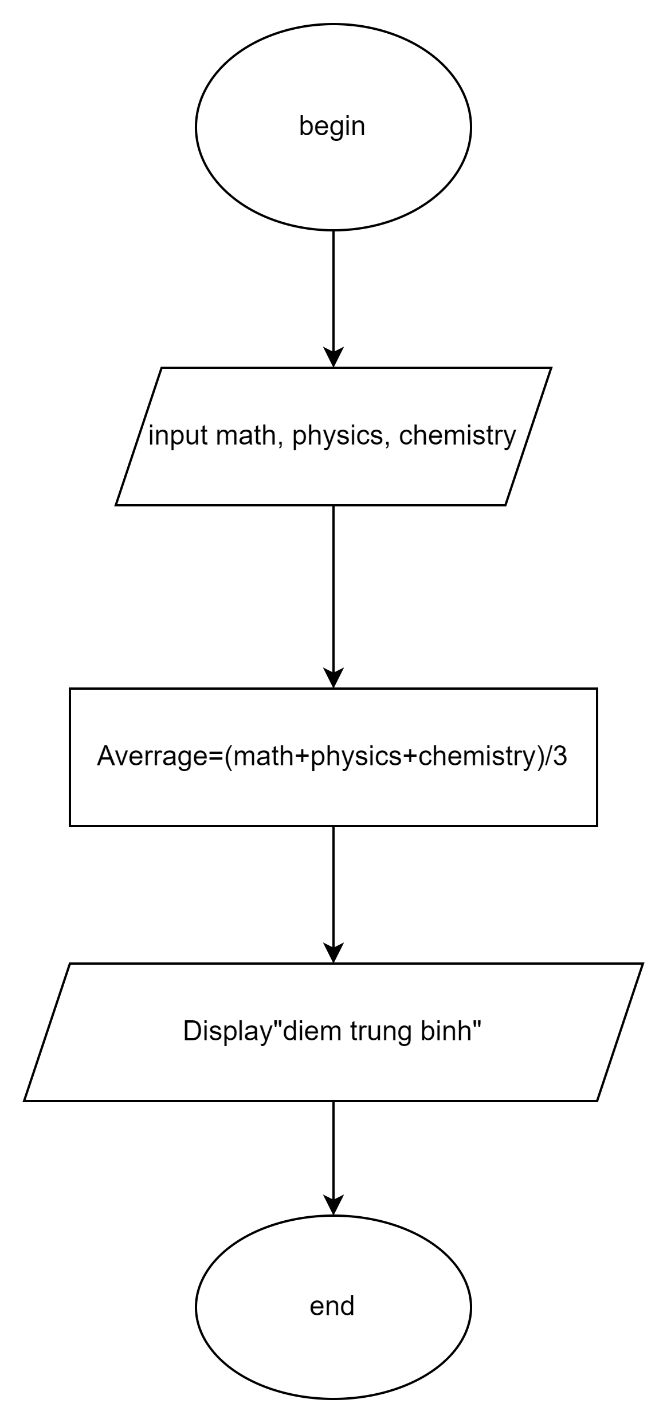 begin
input math, physics, chemistry
Averrage=(math+physics+chemistry)/3
Display"diem trung binh"
end